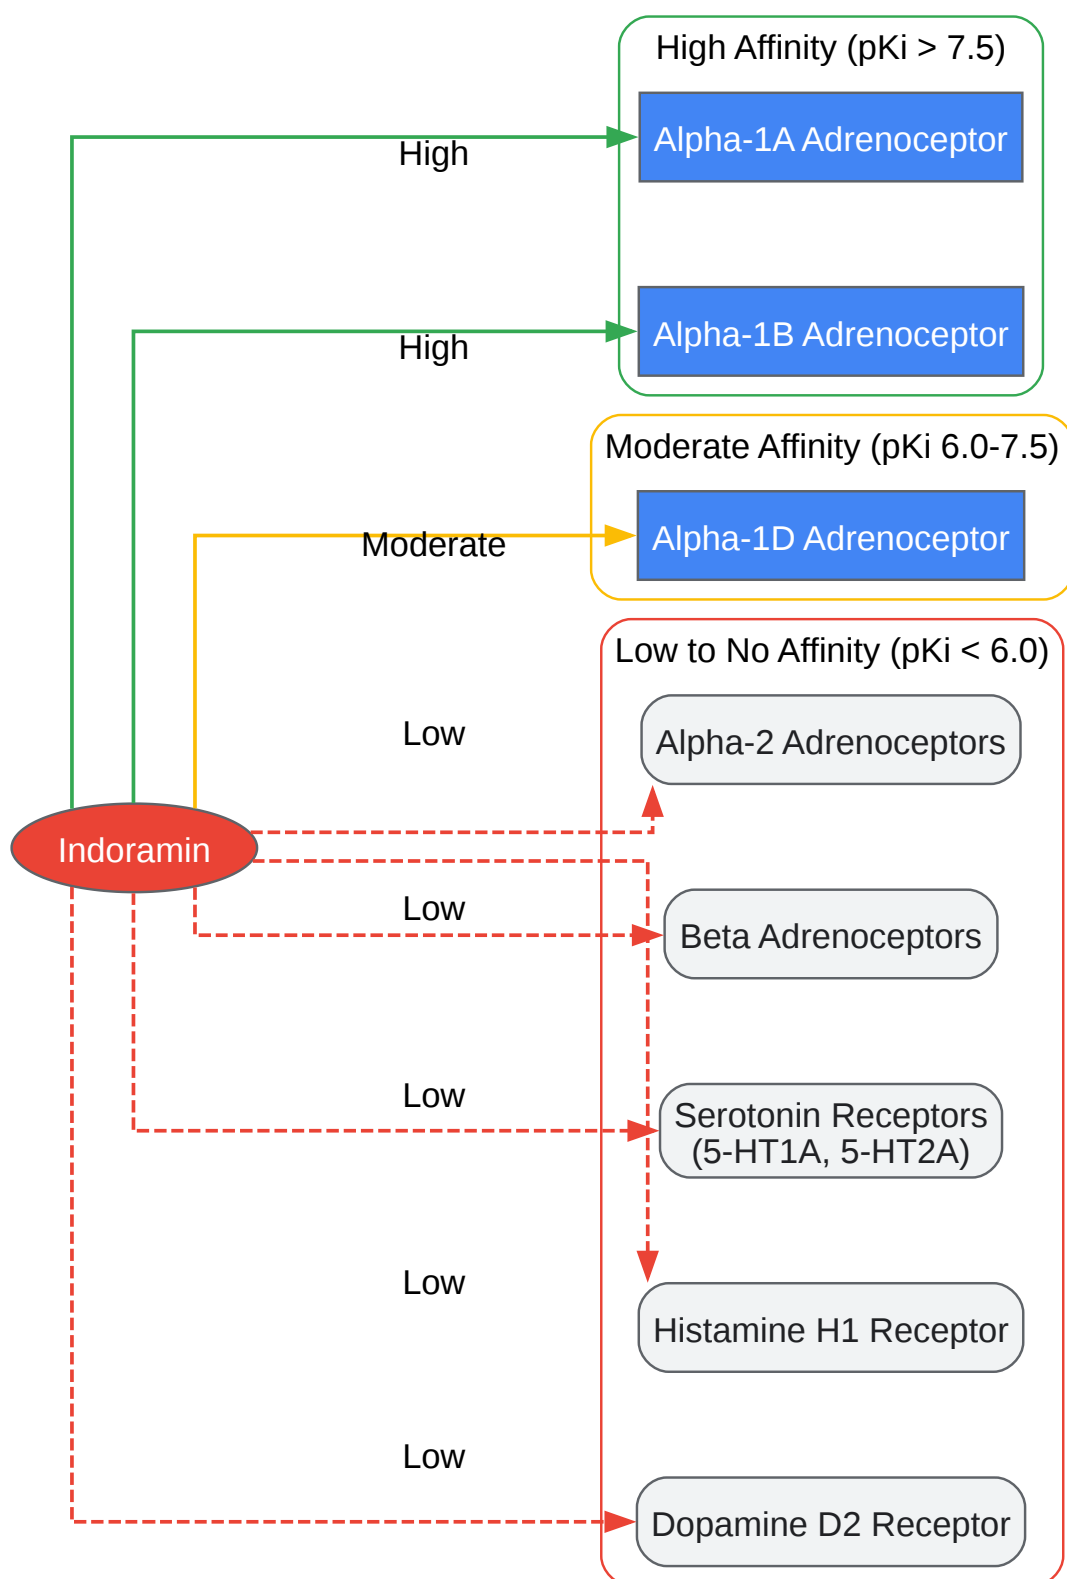 High Affinity (pKi > 7.5)
Alpha-1A Adrenoceptor
High
Alpha-1B Adrenoceptor
High
Moderate Affinity (pKi 6.0-7.5)
Alpha-1D Adrenoceptor
Moderate
Low to No Affinity (pKi < 6.0)
Low
Alpha-2 Adrenoceptors
Indoramin
Low
Beta Adrenoceptors
Low
Serotonin Receptors
(5-HT1A, 5-HT2A)
Low
Histamine H1 Receptor
Low
Dopamine D2 Receptor